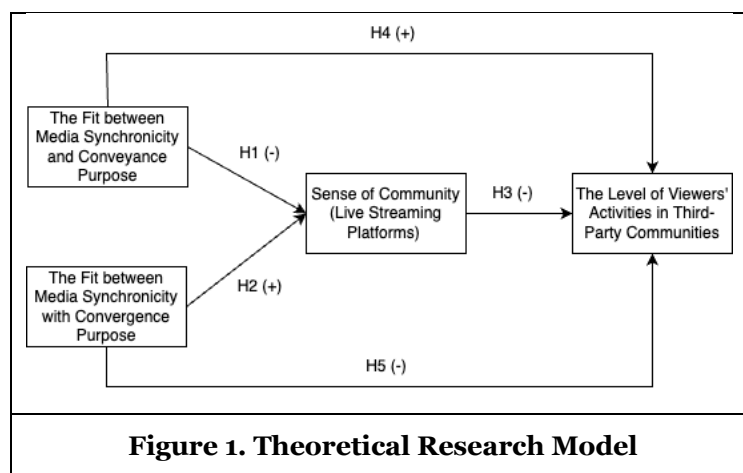 H4 (+)
The Fit between
Media Synchronicity
and Conveyance
Purpose
H1 (-)
Sense of Community
(Live Streaming
Platforms)
H3 (-)
The Level of Viewers'
Activities in Third-
Party Communities
The Fit between
Media Synchronicity
with Convergence
Purpose
H2 (+)
H5 (-)
Figure 1. Theoretical Research Model